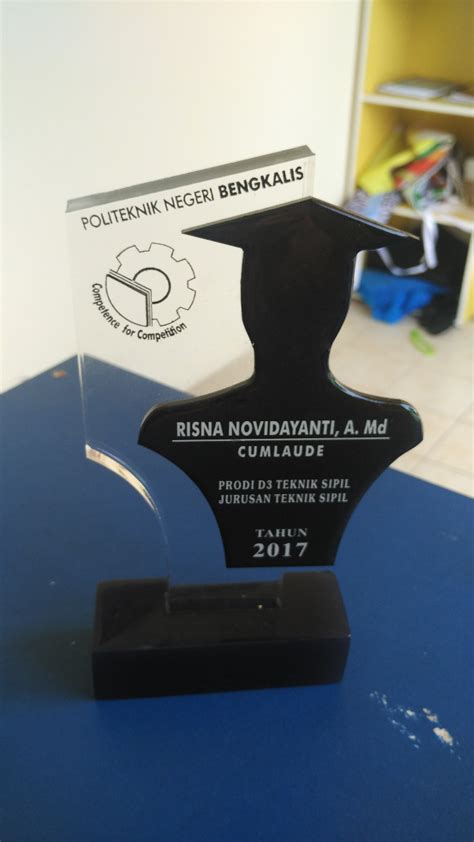 POLITEKNIK NEGERI BENGKALIS
Competence for Competition
RISNA NOVIDAYANTI, A. Md
CUMLAUDE
PRODI D3 TEKNIK SIPIL
JURUSAN TEKNIK SIPIL
TAHUN
2017